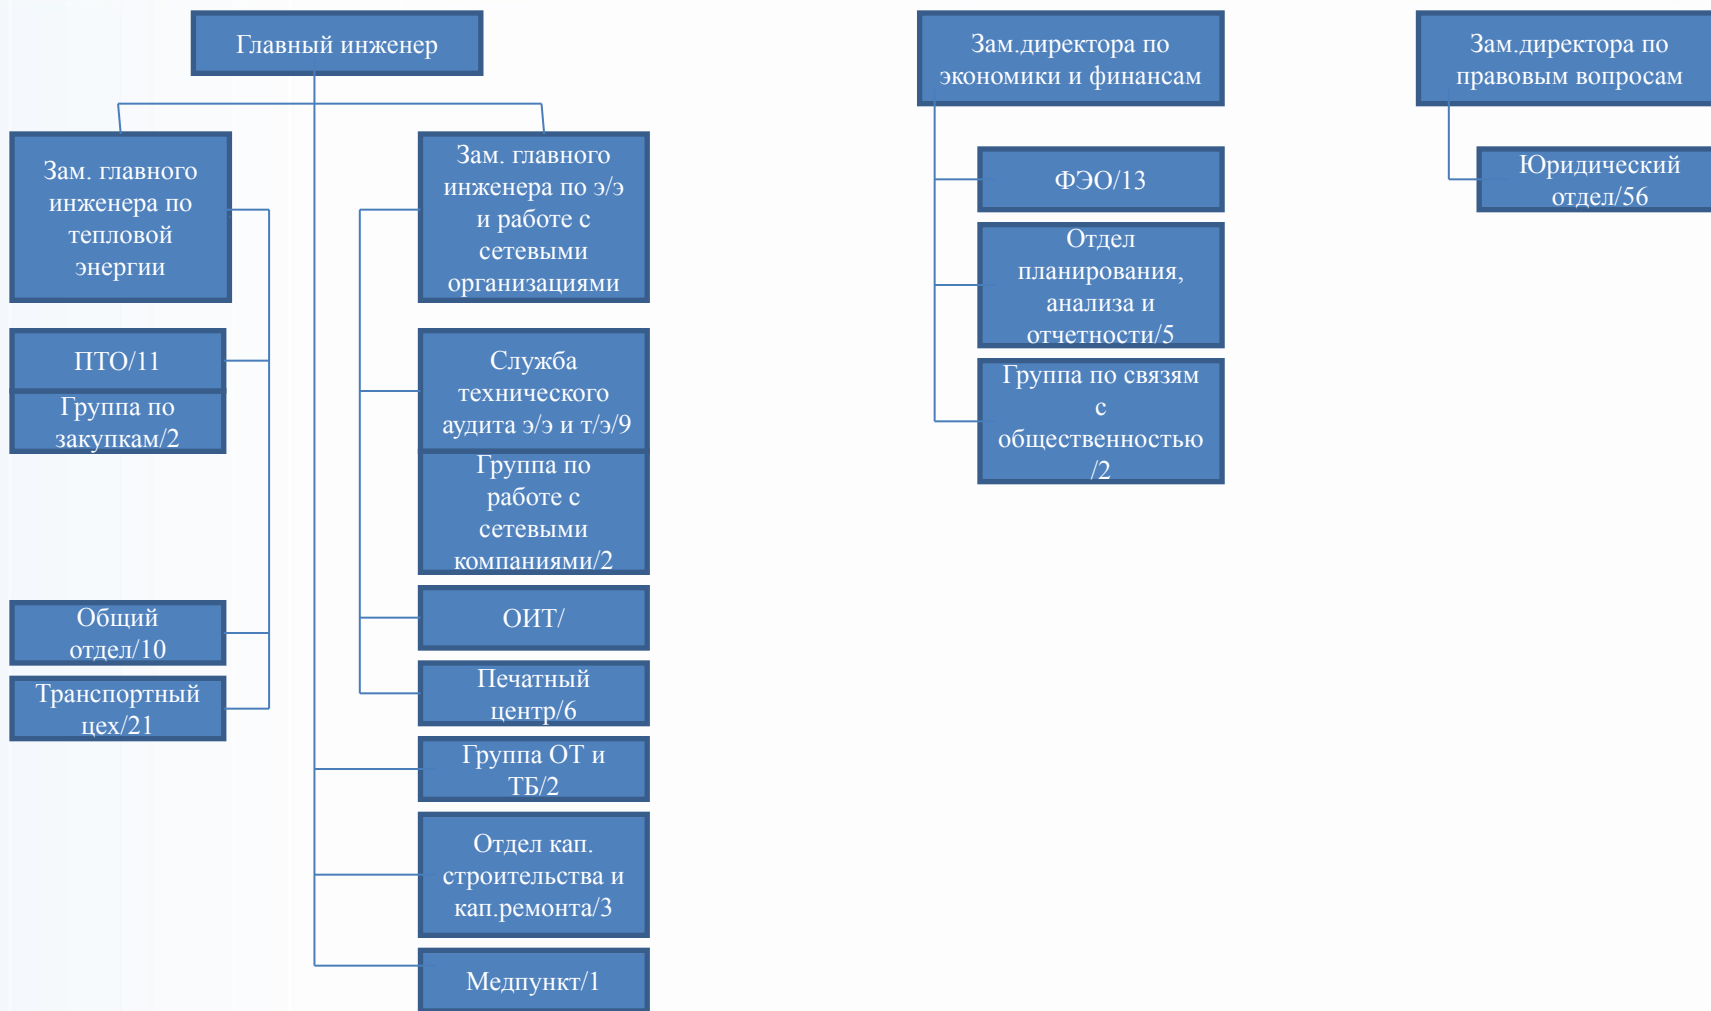 Главный инженер
Зам. главного
инженера по
тепловой
энергии
ПТО/11
Группа по
закупкам/2
Общий
отдел/10
Транспортный
цех/21
Зам. главного
инженера по э/э
и работе с
сетевыми
организациями
Служба
технического
аудита э/э и т/э/9
Группа по
работе с
сетевыми
компаниями/2
ОИТ/
Печатный
центр/6
Группа ОТ и
ТБ/2
Отдел кап.
строительства и
кап.ремонта/3
Медпункт/1
Зам.директора по
экономики и финансам
ФЭО/13
Отдел
планирования,
анализа и
отчетности/5
Группа по связям
с
общественностью
/2
Зам.директора по
правовым вопросам
Юридический
отдел/56